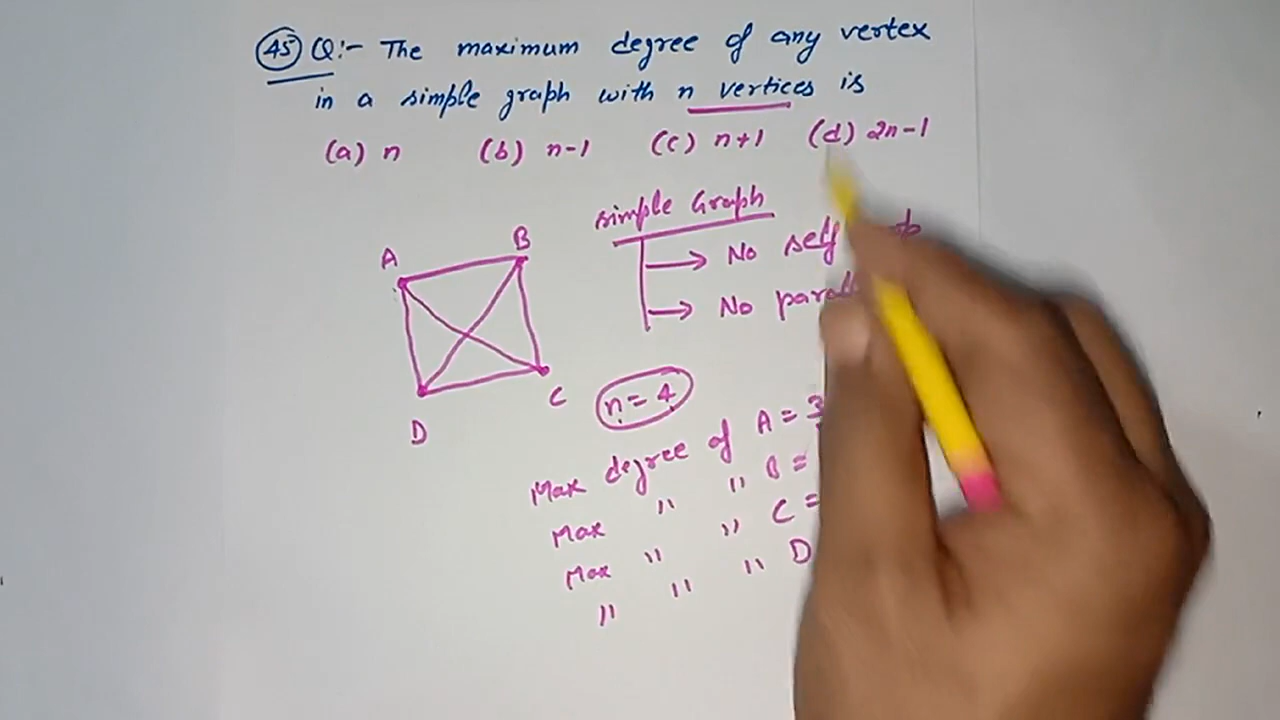 45 Q:- The maximum degree of any vertex
in a simple graph with n vertices is
(a) n (b) n-1 (c) n+1 (d) 2n-1
Simple Graph
→ No self
→ No
A B
C
D
n = 4
Max degree of A = 3
Max " " B =
Max " " C =
" " " D